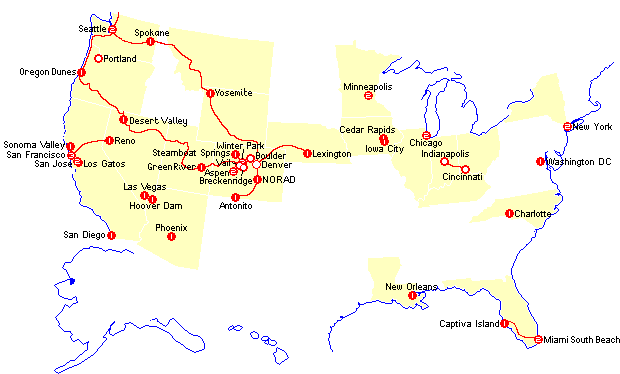 Seattle
Spokane
Portland
Oregon Dunes
Minneapolis
Yosemite
Desert Valley
New York
Cedar Rapids
Chicago
Reno
Sonoma Valley
Iowa City
Winter Park
San Francisco
Steamboat Springs
Boulder
Lexington
Indianapolis
San Jose
Los Gatos
Vail
Denver
Washington DC
Green River
Aspen
Breckenridge
NORAD
Cincinnati
Las Vegas
Hoover Dam
Antonito
Charlotte
San Diego
Phoenix
New Orleans
Captiva Island
Miami South Beach